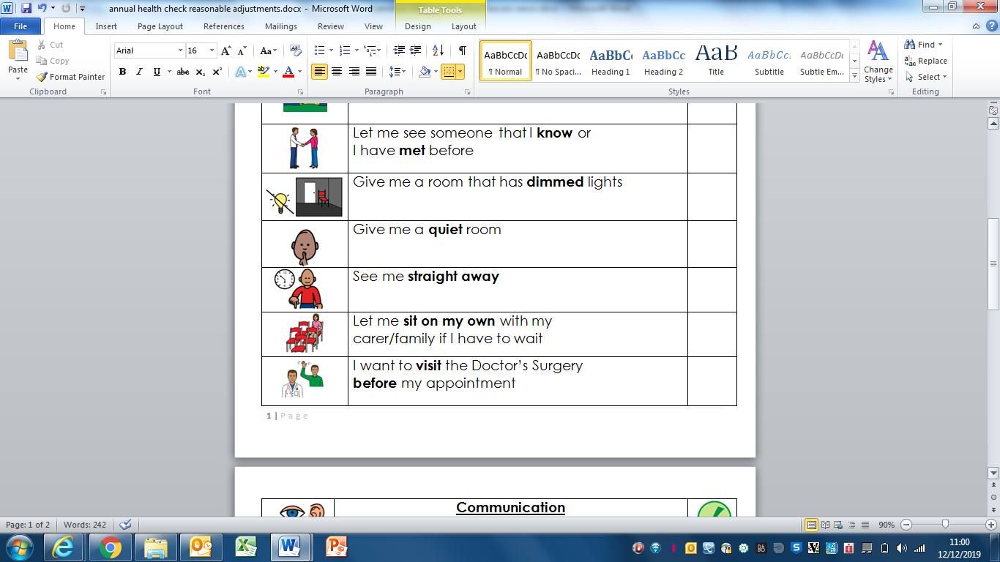 annual health check reasonable adjustments.docx - Microsoft Word
Table Tools
File Home Insert Page Layout References Mailings Review View Design Layout
Paste
Cut
Copy
Format Painter
Clipboard
Arial 16
Font
Paragraph
AaBbCcDc AaBbCcDc AaBbCc AaBbCc AaB AaBbCc. AaBbCcDc
¶ Normal ¶ No Spaci... Heading 1 Heading 2 Title Subtitle Subtle Em...
Styles
Change
Styles
Find
Replace
Select
Editing
Let me see someone that I know or
I have met before
Give me a room that has dimmed lights
Give me a quiet room
See me straight away
Let me sit on my own with my
carer/family if I have to wait
I want to visit the Doctor's Surgery
before my appointment
1 | Page
Communication
Page: 1 of 2 Words: 242
90%
11:00
12/12/2019